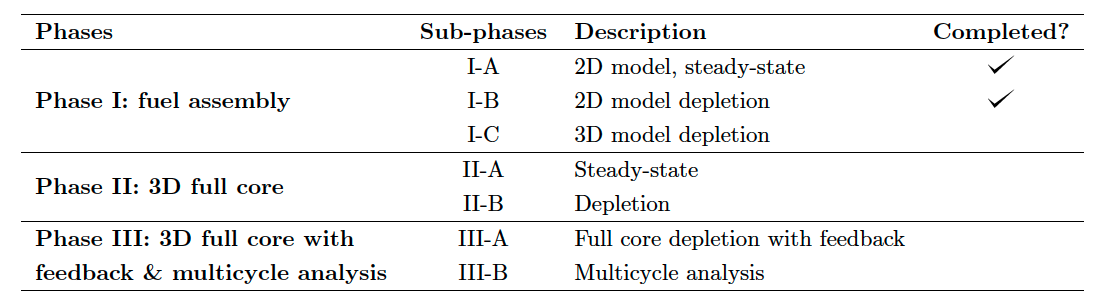 Phases Sub-phases Description Completed?
I-A 2D model, steady-state ✓
Phase I: fuel assembly I-B 2D model depletion ✓
I-C 3D model depletion
II-A Steady-state
Phase II: 3D full core
II-B Depletion
Phase III: 3D full core with III-A Full core depletion with feedback
feedback & multicycle analysis III-B Multicycle analysis